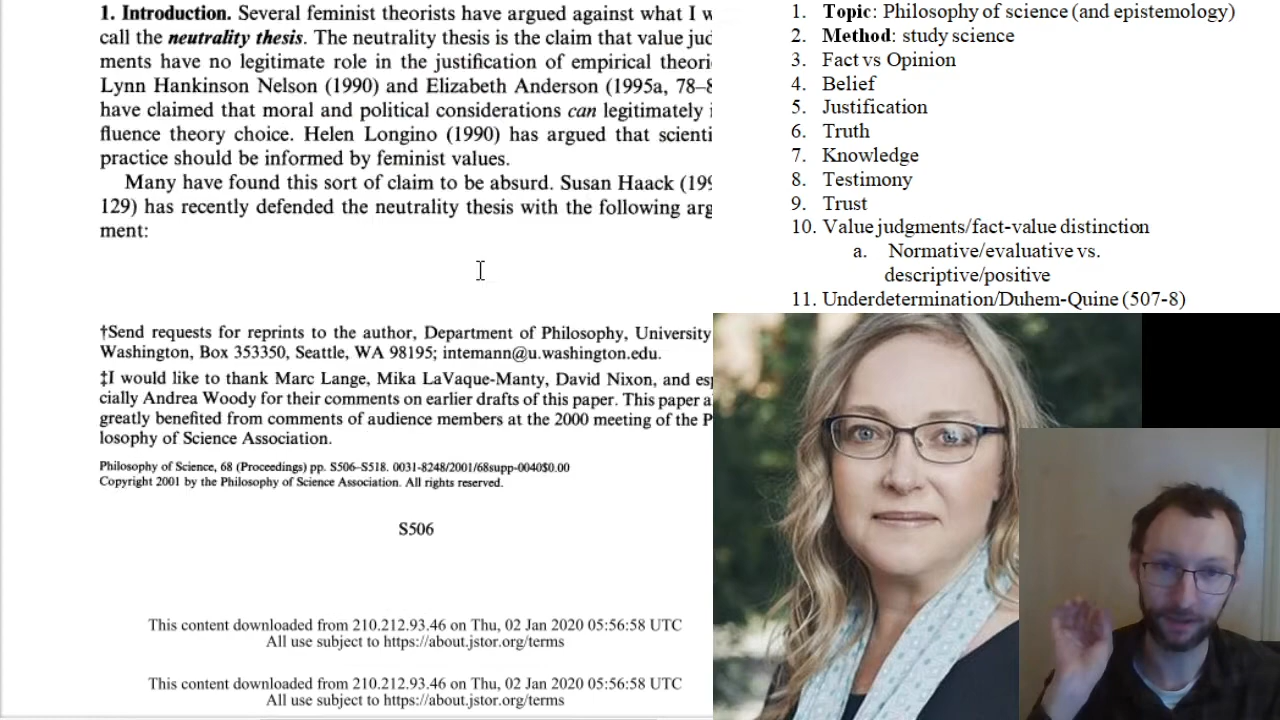 1. Introduction. Several feminist theorists have argued against what I w
call the neutrality thesis. The neutrality thesis is the claim that value jud
ments have no legitimate role in the justification of empirical theori
Lynn Hankinson Nelson (1990) and Elizabeth Anderson (1995a, 78–8
have claimed that moral and political considerations can legitimately i
fluence theory choice. Helen Longino (1990) has argued that scienti
practice should be informed by feminist values.
Many have found this sort of claim to be absurd. Susan Haack (199
129) has recently defended the neutrality thesis with the following arg
ment:
†Send requests for reprints to the author, Department of Philosophy, University
Washington, Box 353350, Seattle, WA 98195; intemann@u.washington.edu.
‡I would like to thank Marc Lange, Mika LaVaque-Manty, David Nixon, and esp
cially Andrea Woody for their comments on earlier drafts of this paper. This paper a
greatly benefited from comments of audience members at the 2000 meeting of the P
losophy of Science Association.
Philosophy of Science, 68 (Proceedings) pp. S506–S518. 0031-8248/2001/68supp-0040$0.00
Copyright 2001 by the Philosophy of Science Association. All rights reserved.
S506
This content downloaded from 210.212.93.46 on Thu, 02 Jan 2020 05:56:58 UTC
All use subject to https://about.jstor.org/terms
This content downloaded from 210.212.93.46 on Thu, 02 Jan 2020 05:56:58 UTC
All use subject to https://about.jstor.org/terms
1. Topic: Philosophy of science (and epistemology)
2. Method: study science
3. Fact vs Opinion
4. Belief
5. Justification
6. Truth
7. Knowledge
8. Testimony
9. Trust
10. Value judgments/fact-value distinction
a. Normative/evaluative vs.
descriptive/positive
11. Underdetermination/Duhem-Quine (507-8)